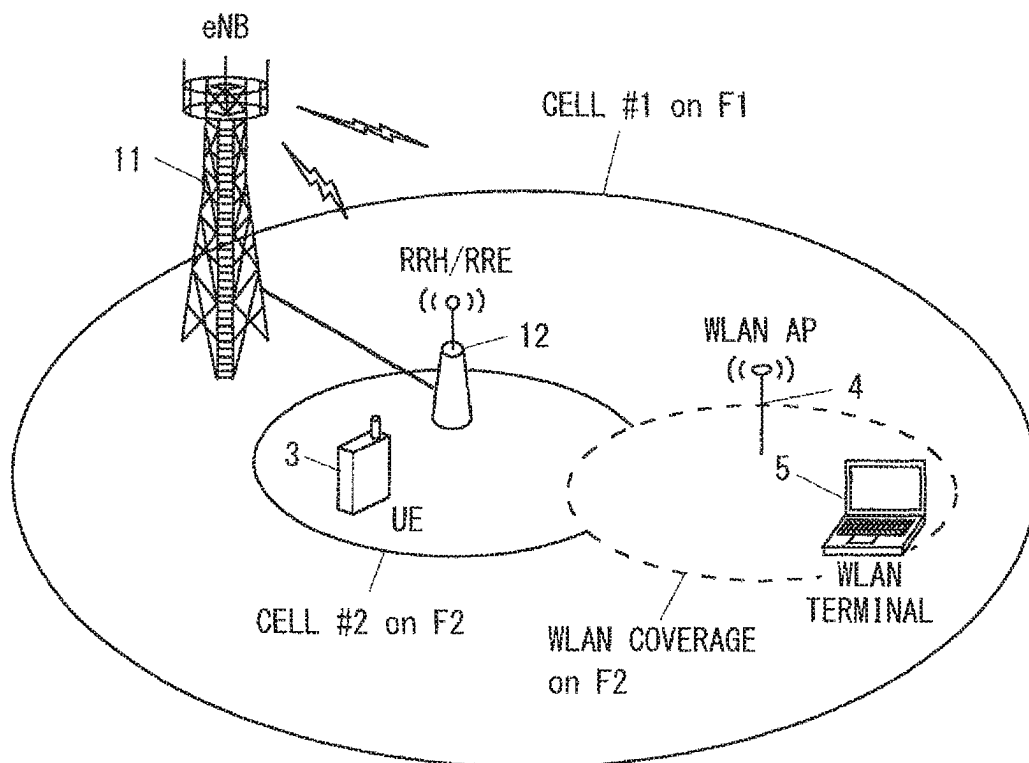 eNB
CELL #1 on F1
11
RRH/RRE
((○))
12
WLAN AP
4
3
5
UE
WLAN
TERMINAL
CELL #2 on F2
WLAN COVERAGE
on F2